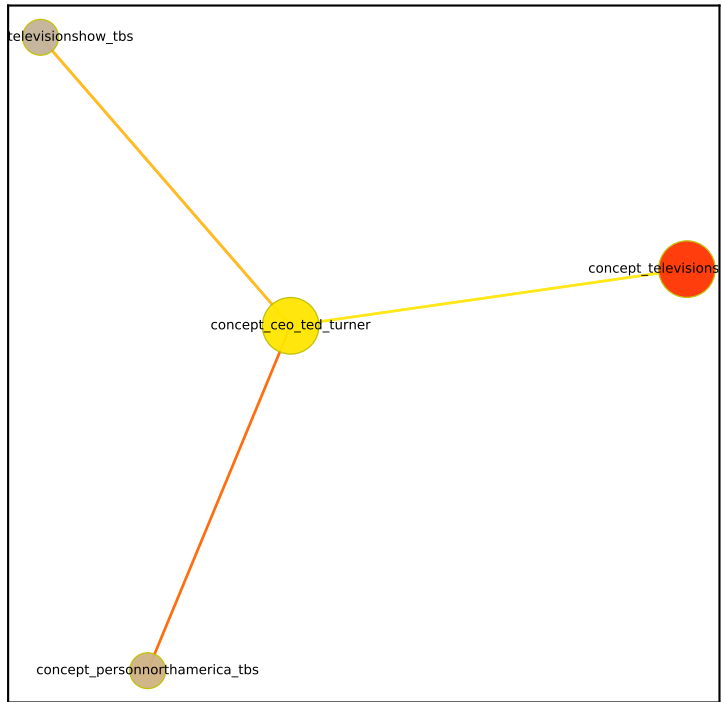 televisionshow_tbs
concept_televisions
concept_ceo_ted_turner
concept_personnorthamerica_tbs